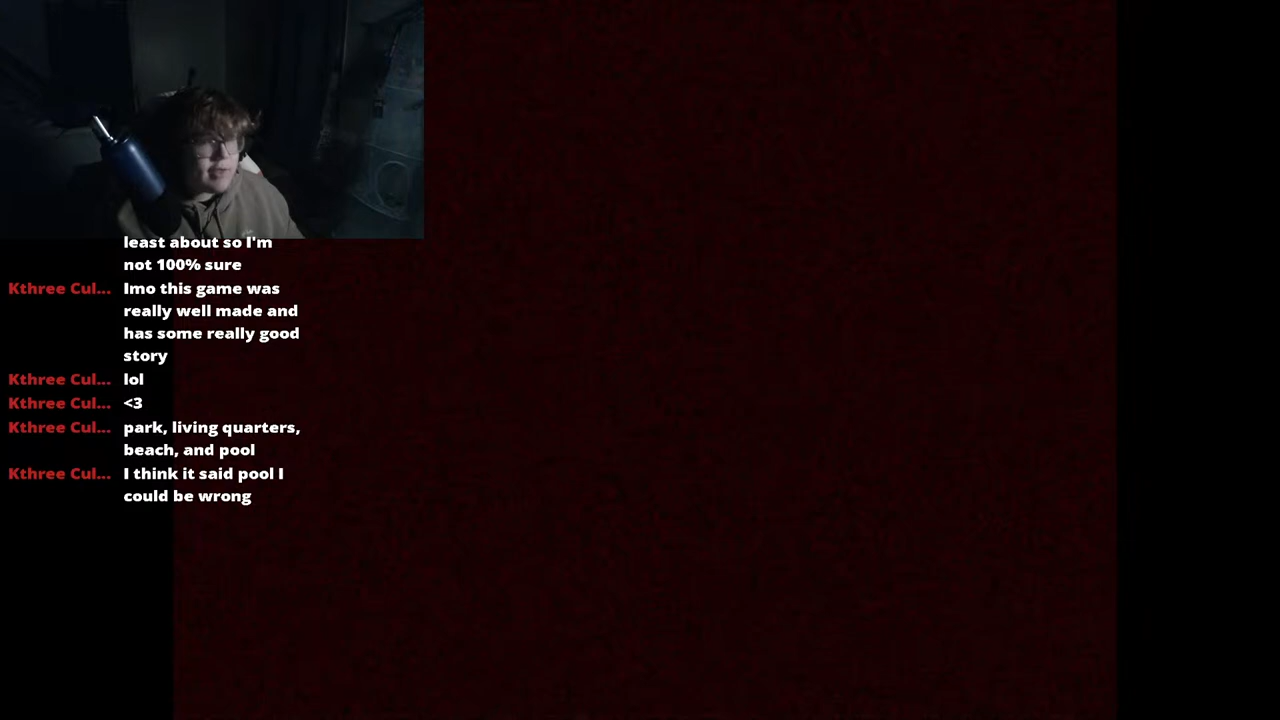 least about so I'm
not 100% sure
Kthree Cul... Imo this game was
really well made and
has some really good
story
Kthree Cul... lol
Kthree Cul... <3
Kthree Cul... park, living quarters,
beach, and pool
Kthree Cul... I think it said pool I
could be wrong